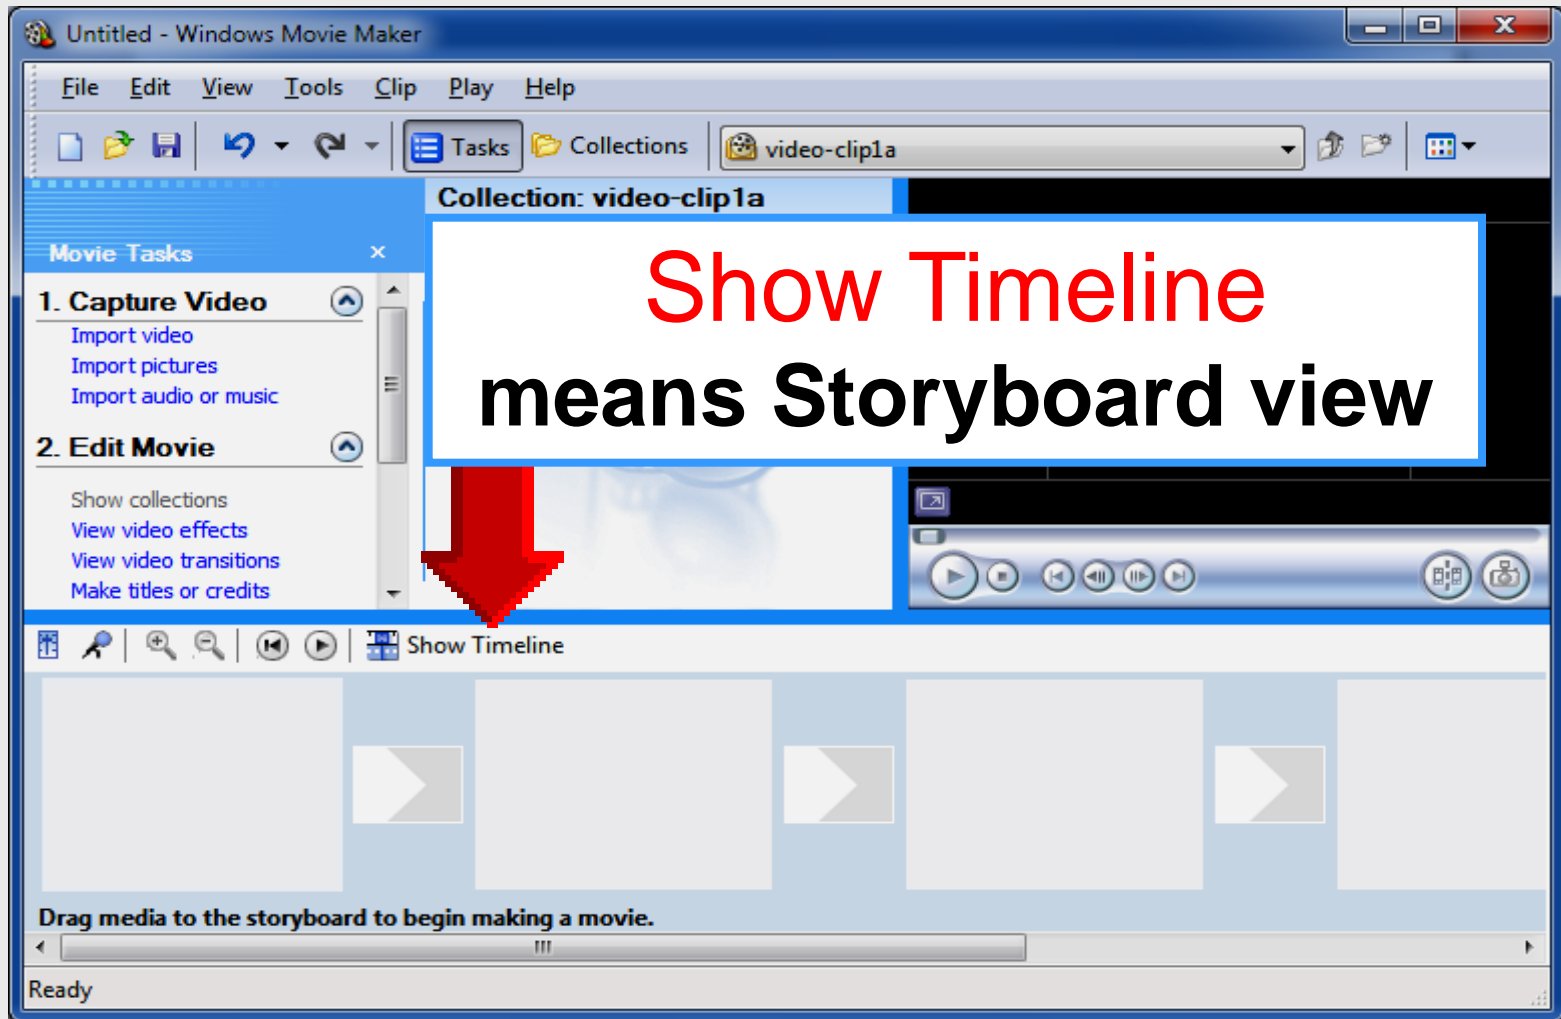 Untitled - Windows Movie Maker
File Edit View Tools Clip Play Help
Tasks Collections video-clip1a
Collection: video-clip1a
Movie Tasks
1. Capture Video
Import video
Import pictures
Import audio or music
2. Edit Movie
Show collections
View video effects
View video transitions
Make titles or credits
Show Timeline
means Storyboard view
Show Timeline
Drag media to the storyboard to begin making a movie.
Ready